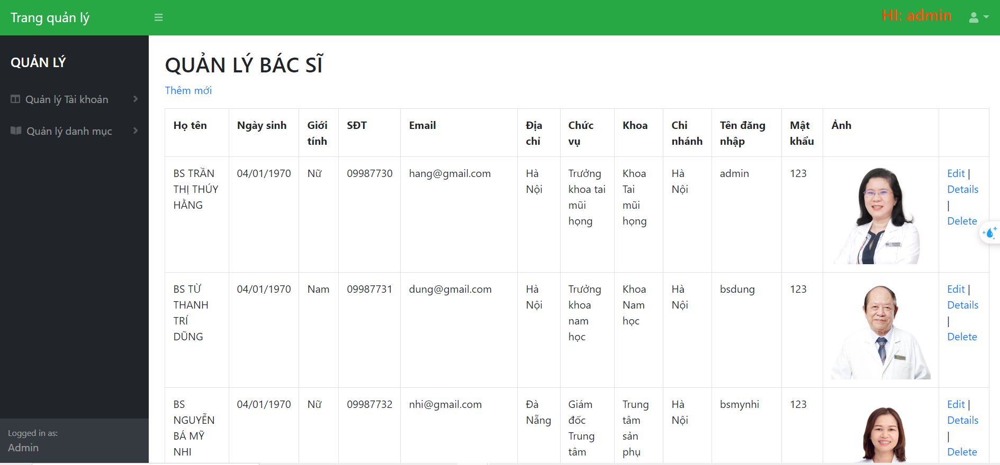 Trang quản lý
HI: admin
QUẢN LÝ
Quản lý Tài khoản
Quản lý danh mục
Logged in as:
Admin
QUẢN LÝ BÁC SĨ
Thêm mới
Họ tên
Ngày sinh
Giới
tính
SĐT
Email
Địa
chỉ
Chức
vụ
Khoa
Chi
nhánh
Tên đăng
nhập
Mật
khẩu
Ảnh
BS TRẦN
THỊ THÚY
HẰNG
04/01/1970
Nữ
09987730
hang@gmail.com
Hà
Nội
Trưởng
khoa tai
mũi
họng
Khoa
Tai
mũi
họng
Hà
Nội
admin
123
Edit |
Details
|
Delete
BS TỪ
THANH
TRÍ
DŨNG
04/01/1970
Nam
09987731
dung@gmail.com
Hà
Nội
Trưởng
khoa
nam
học
Khoa
Nam
học
Hà
Nội
bsdung
123
Edit |
Details
|
Delete
BS
NGUYỄN
BÁ MỸ
NHI
04/01/1970
Nữ
09987732
nhi@gmail.com
Đà
Nẵng
Giám
đốc
Trung
tâm
Trung
tâm
sản
phụ
Hà
Nội
bsmynhi
123
Edit |
Details
|
Delete